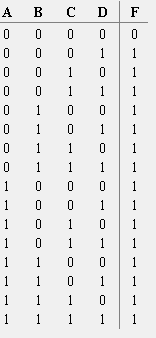 A B C D F
0 0 0 0 0
0 0 0 1 1
0 0 1 0 1
0 0 1 1 1
0 1 0 0 1
0 1 0 1 1
0 1 1 0 1
0 1 1 1 1
1 0 0 0 1
1 0 0 1 1
1 0 1 0 1
1 0 1 1 1
1 1 0 0 1
1 1 0 1 1
1 1 1 0 1
1 1 1 1 1